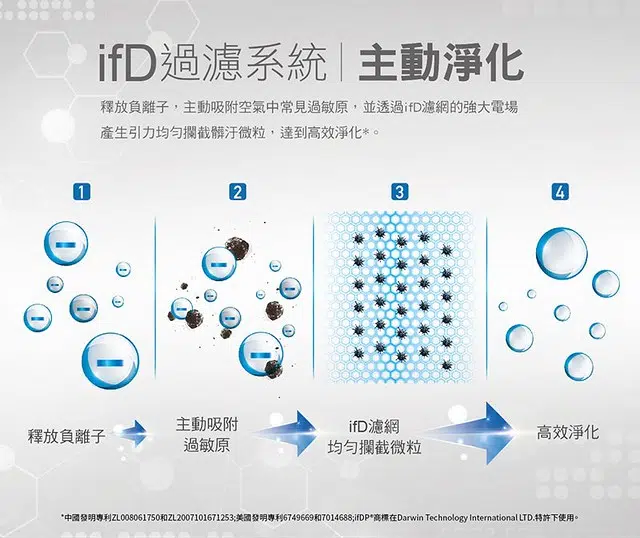 ifD過濾系統|主動淨化
釋放負離子，主動吸附空氣中常見過敏原，並透過ifD濾網的強大電場
產生引力均勻攔截髒汙微粒，達到高效淨化*。
1 2 3 4
釋放負離子
主動吸附
過敏原
ifD濾網
均勻攔截微粒
高效淨化
*中國發明專利ZL008061750和ZL2007101671253;美國發明專利6749669和7014688;ifDP*商標在Darwin Technology International LTD.特許下使用。